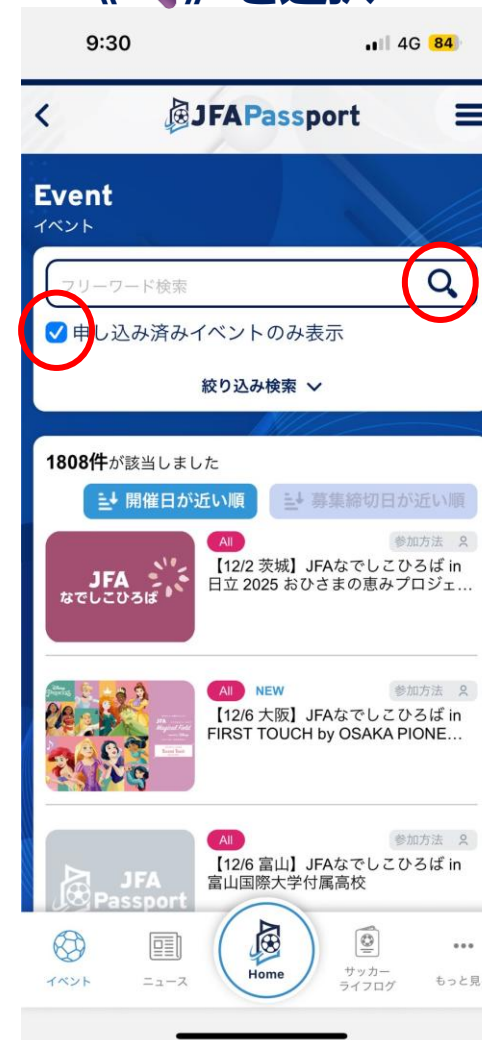 《🔍》を選択
9:30
4G 84
JFAPassport
Event
イベント
フリーワード検索
申し込み済みイベントのみ表示
絞り込み検索
1808件が該当しました
開催日が近い順
募集締切日が近い順
JFA
なでしこひろば
All
参加方法
【12/2 茨城】JFAなでしこひろば in
日立 2025 おひさまの恵みプロジェ…
All NEW
参加方法
【12/6 大阪】JFAなでしこひろば in
FIRST TOUCH by OSAKA PIONE…
JFA
Passport
All
参加方法
【12/6 富山】JFAなでしこひろば in
富山国際大学付属高校
イベント
ニュース
Home
サッカー
ライフログ
もっと見